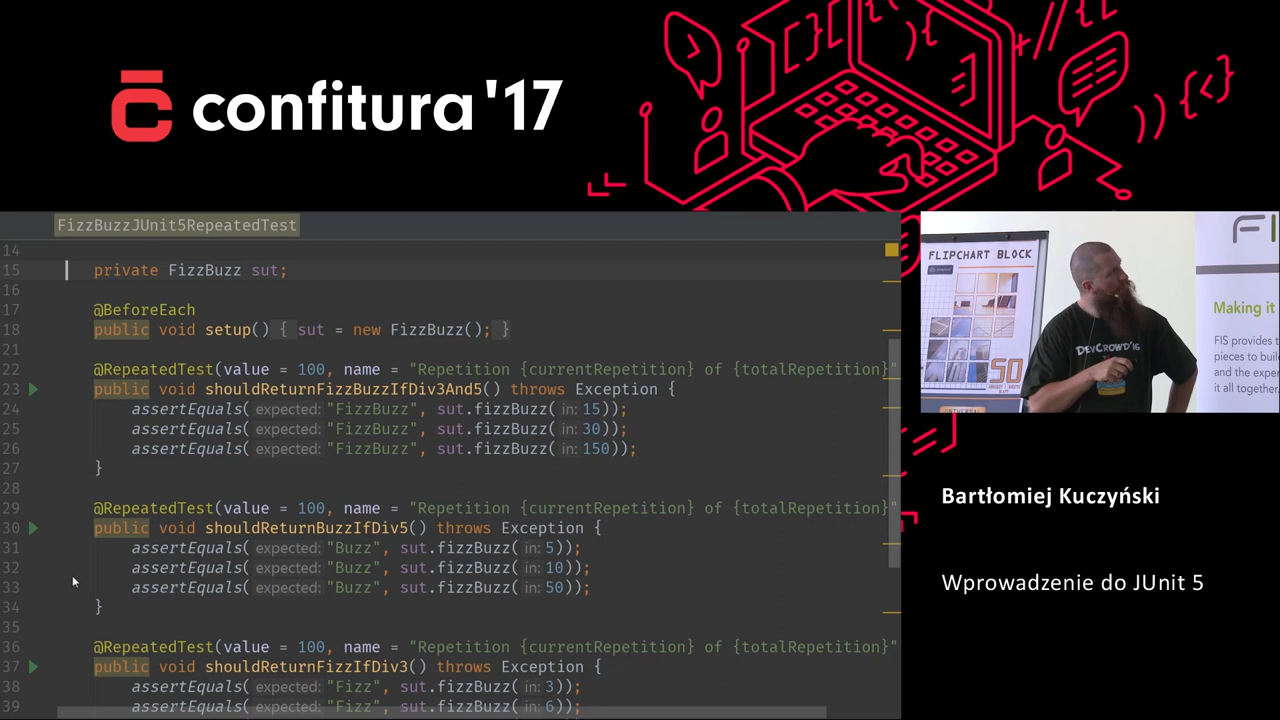 confitura '17
FizzBuzzJUnit5RepeatedTest
14
15 private FizzBuzz sut;
16
17 @BeforeEach
18 public void setup() { sut = new FizzBuzz(); }
21
22 @RepeatedTest(value = 100, name = "Repetition {currentRepetition} of {totalRepetition}"
23 public void shouldReturnFizzBuzzIfDiv3And5() throws Exception {
24 assertEquals( expected: "FizzBuzz", sut.fizzBuzz( in: 15));
25 assertEquals( expected: "FizzBuzz", sut.fizzBuzz( in: 30));
26 assertEquals( expected: "FizzBuzz", sut.fizzBuzz( in: 150));
27 }
28
29 @RepeatedTest(value = 100, name = "Repetition {currentRepetition} of {totalRepetition}"
30 public void shouldReturnBuzzIfDiv5() throws Exception {
31 assertEquals( expected: "Buzz", sut.fizzBuzz( in: 5));
32 assertEquals( expected: "Buzz", sut.fizzBuzz( in: 10));
33 assertEquals( expected: "Buzz", sut.fizzBuzz( in: 50));
34 }
35
36 @RepeatedTest(value = 100, name = "Repetition {currentRepetition} of {totalRepetition}"
37 public void shouldReturnFizzIfDiv3() throws Exception {
38 assertEquals( expected: "Fizz", sut.fizzBuzz( in: 3));
39 assertEquals( expected: "Fizz", sut.fizzBuzz( in: 6));
FLIPCHART BLOCK
50
DEVCROWD'16
Making it
FIS provides t
pieces to build
and the exper
it all together
Bartłomiej Kuczyński
Wprowadzenie do JUnit 5